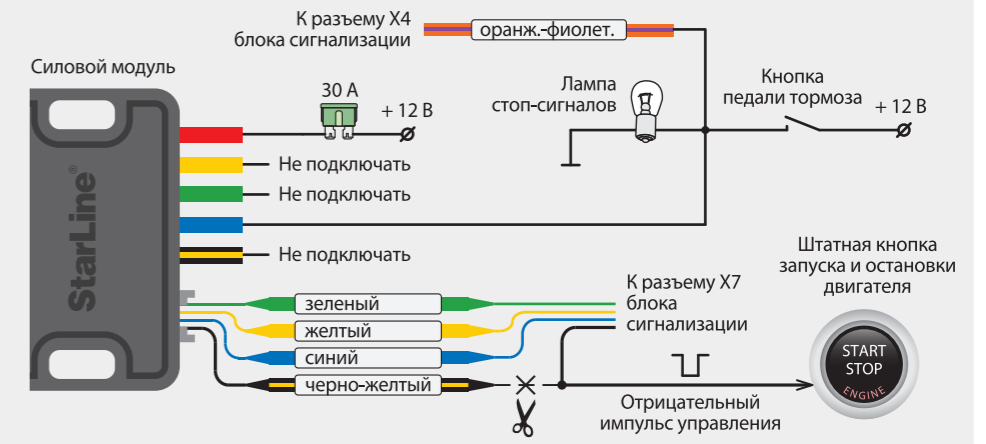 К разъему X4
блока сигнализации
оранж.-фиолет.
Силовой модуль
30 А
+ 12 В
Лампа
стоп-сигналов
Кнопка
педали тормоза
+ 12 В
Не подключать
Не подключать
Не подключать
StarLine®
Штатная кнопка
запуска и остановки
двигателя
К разъему X7
блока
сигнализации
зеленый
желтый
синий
черно-желтый
START
STOP
ENGINE
Отрицательный
импульс управления